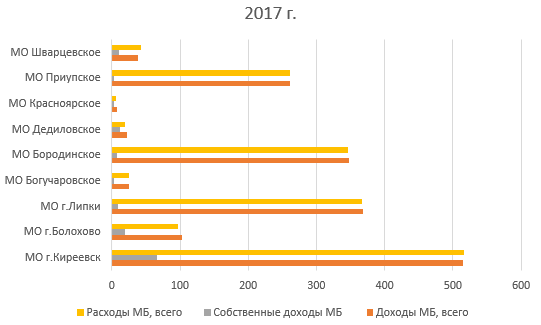 2017 г.
МО Шварцевское
МО Приупское
МО Красноярское
МО Дедиловское
МО Бородинское
МО Богучаровское
МО г.Липки
МО г.Болохово
МО г.Киреевск
0 100 200 300 400 500 600
Расходы МБ, всего Собственные доходы МБ Доходы МБ, всего